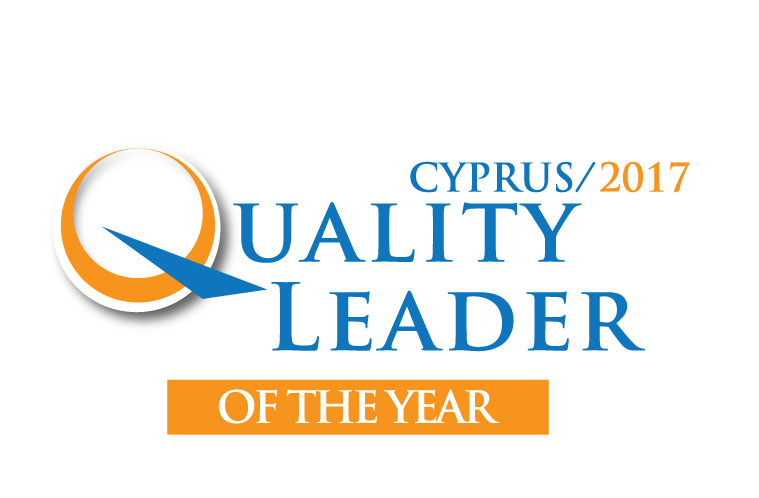 CYPRUS/2017
QUALITY
LEADER
OF THE YEAR